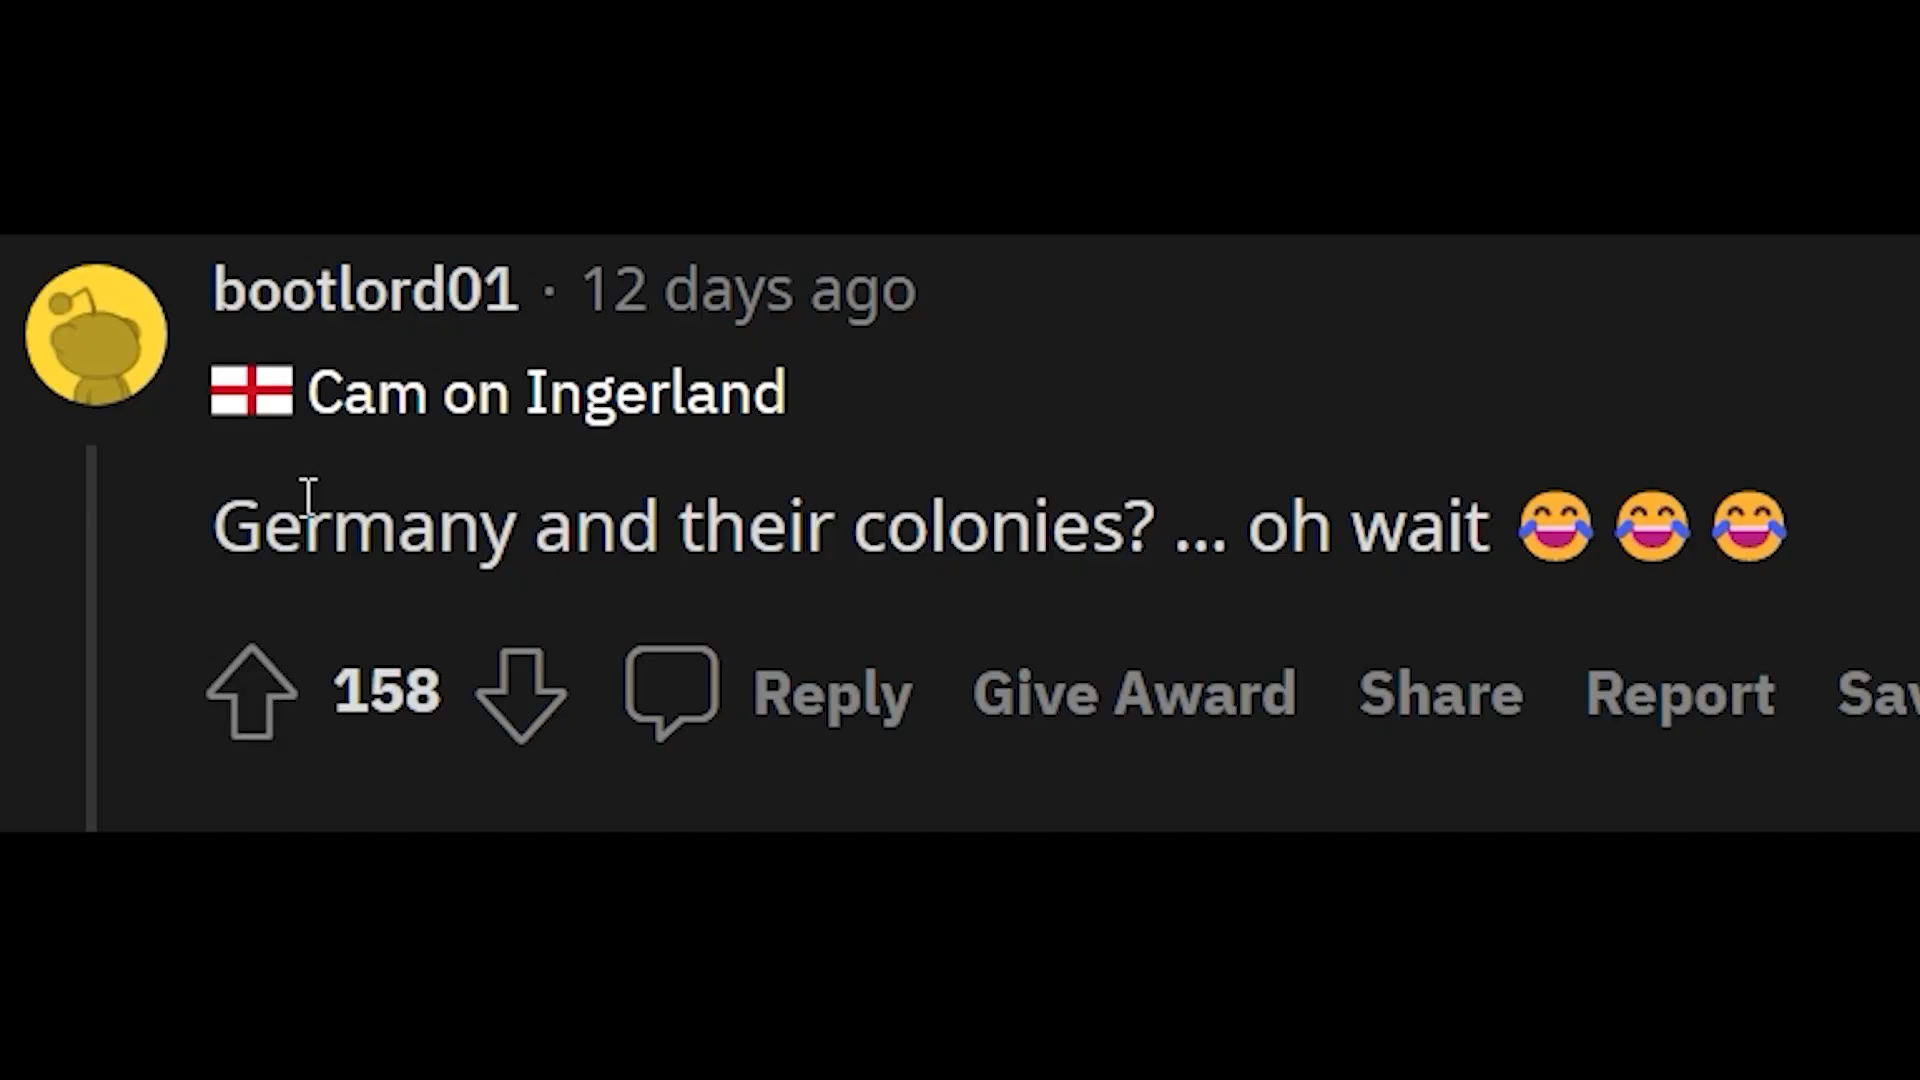 bootlord01 · 12 days ago
Cam on Ingerland
Germany and their colonies? ... oh wait 😂 😂 😂
158 Reply Give Award Share Report Sav